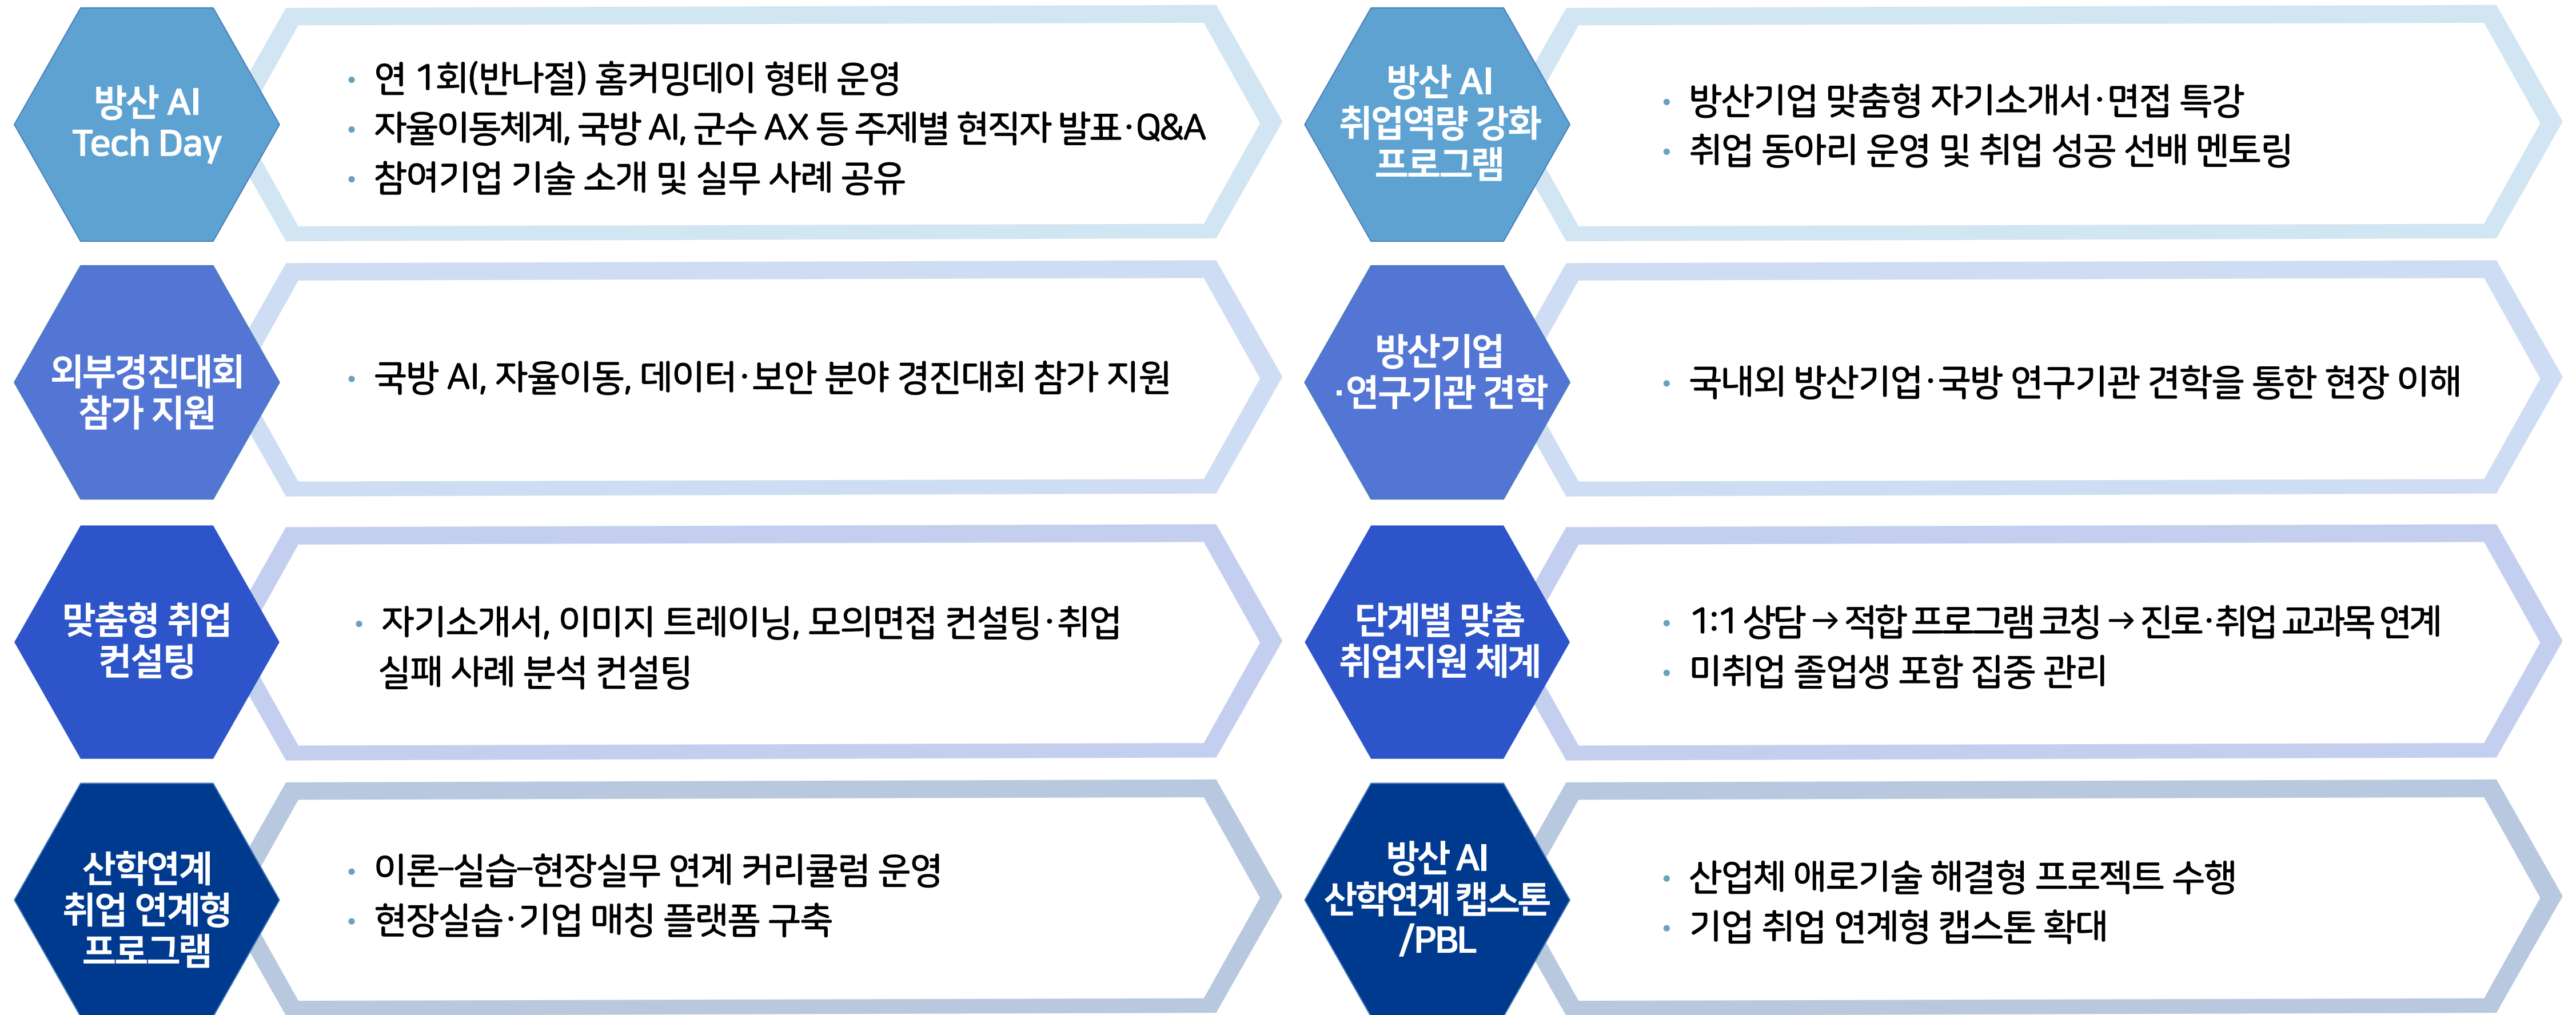 방산 AI
Tech Day
• 연 1회(반나절) 홈커밍데이 형태 운영
• 자율이동체계, 국방 AI, 군수 AX 등 주제별 현직자 발표·Q&A
• 참여기업 기술 소개 및 실무 사례 공유
방산 AI
취업역량 강화
프로그램
• 방산기업 맞춤형 자기소개서·면접 특강
• 취업 동아리 운영 및 취업 성공 선배 멘토링
외부경진대회
참가 지원
• 국방 AI, 자율이동, 데이터·보안 분야 경진대회 참가 지원
방산기업
·연구기관 견학
• 국내외 방산기업·국방 연구기관 견학을 통한 현장 이해
맞춤형 취업
컨설팅
• 자기소개서, 이미지 트레이닝, 모의면접 컨설팅·취업
실패 사례 분석 컨설팅
단계별 맞춤
취업지원 체계
• 1:1 상담 → 적합 프로그램 코칭 → 진로·취업 교과목 연계
• 미취업 졸업생 포함 집중 관리
산학연계
취업 연계형
프로그램
• 이론–실습–현장실무 연계 커리큘럼 운영
• 현장실습·기업 매칭 플랫폼 구축
방산 AI
산학연계 캡스톤
/PBL
• 산업체 애로기술 해결형 프로젝트 수행
• 기업 취업 연계형 캡스톤 확대